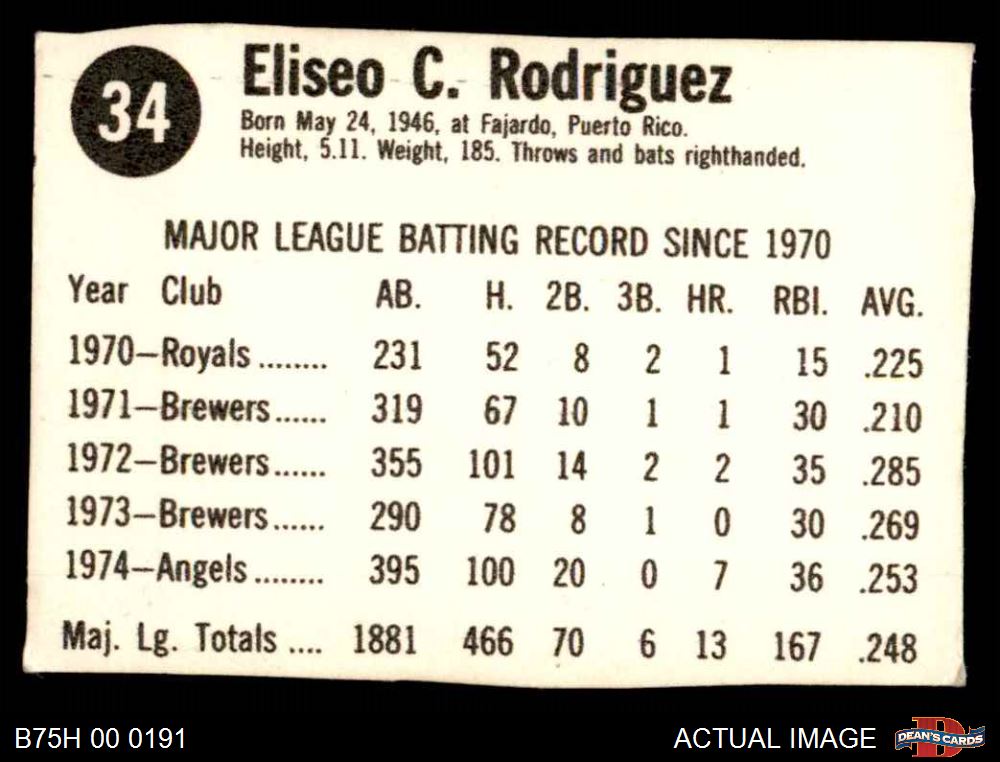 34
Eliseo C. Rodriguez
Born May 24, 1946, at Fajardo, Puerto Rico.
Height, 5.11. Weight, 185. Throws and bats righthanded.
MAJOR LEAGUE BATTING RECORD SINCE 1970
Year Club AB. H. 2B. 3B. HR. RBI. AVG.
1970—Royals ........ 231 52 8 2 1 15 .225
1971—Brewers...... 319 67 10 1 1 30 .210
1972—Brewers...... 355 101 14 2 2 35 .285
1973—Brewers...... 290 78 8 1 0 30 .269
1974—Angels ........ 395 100 20 0 7 36 .253
Maj. Lg. Totals .... 1881 466 70 6 13 167 .248
B75H 00 0191 ACTUAL IMAGE DEAN'S CARDS